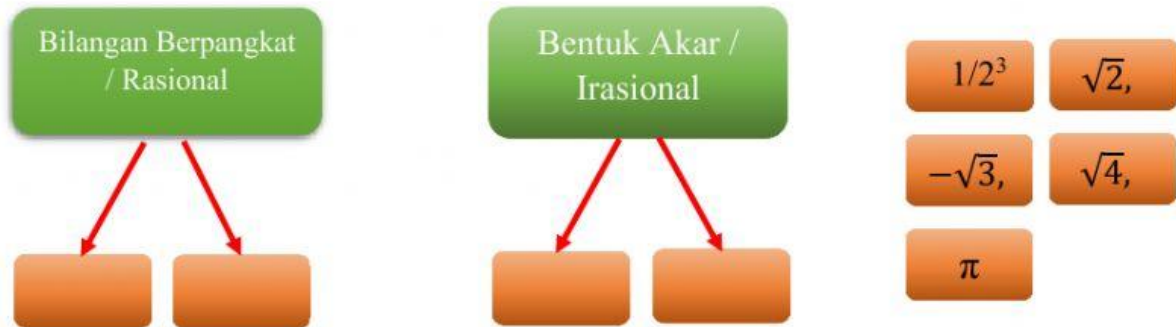 Bilangan Berpangkat
/ Rasional
Bentuk Akar /
Irasional
1/2³
√2,
−√3,
√4,
π